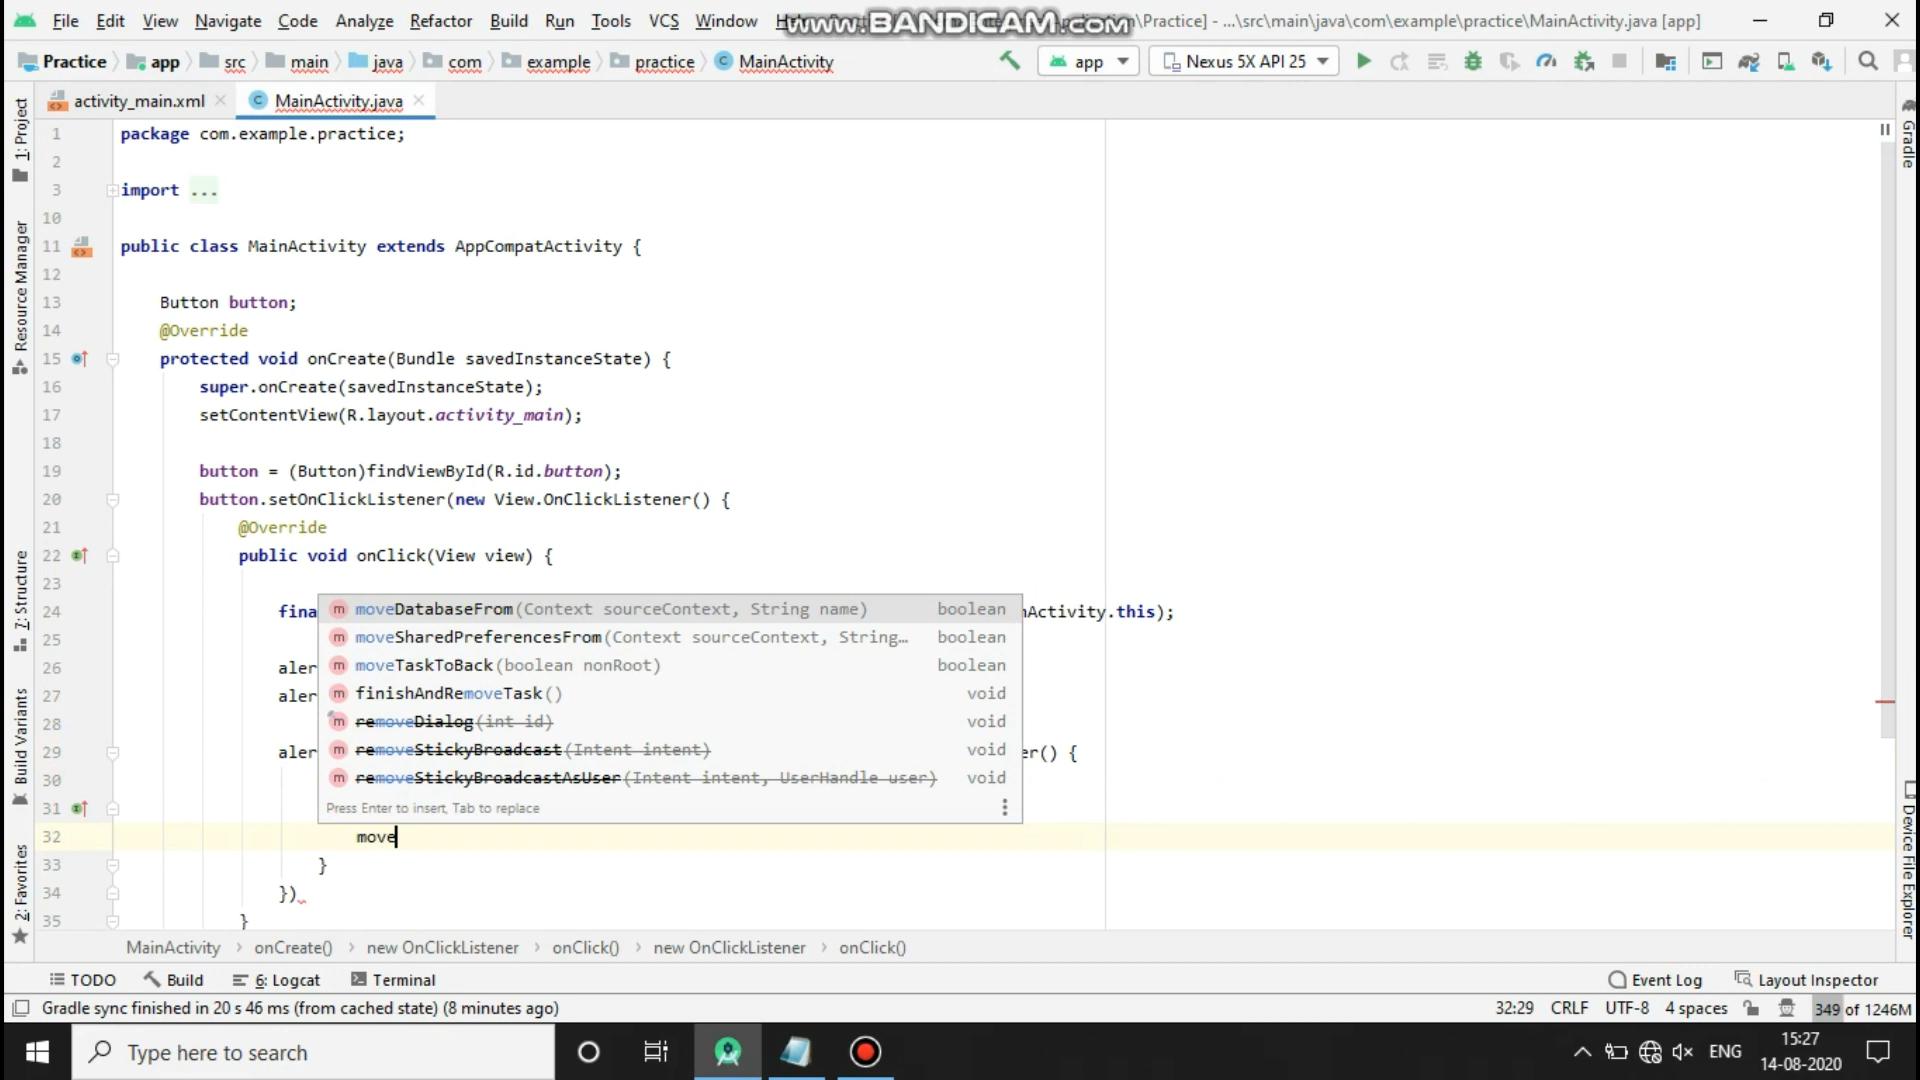 File Edit View Navigate Code Analyze Refactor Build Run Tools VCS Window www.BANDICAM.com \Practice] - ...\src\main\java\com\example\practice\MainActivity.java [app]
Practice app src main java com example practice MainActivity app Nexus 5X API 25
activity_main.xml MainActivity.java
1 package com.example.practice;
2
3 import ...
10
11 public class MainActivity extends AppCompatActivity {
12
13 Button button;
14 @Override
15 protected void onCreate(Bundle savedInstanceState) {
16 super.onCreate(savedInstanceState);
17 setContentView(R.layout.activity_main);
18
19 button = (Button)findViewById(R.id.button);
20 button.setOnClickListener(new View.OnClickListener() {
21 @Override
22 public void onClick(View view) {
23
24 fina nActivity.this);
25
26 aler
27 aler
28
29 aler er() {
30
31
32 move
33 }
34 })
35 }
moveDatabaseFrom(Context sourceContext, String name) boolean
moveSharedPreferencesFrom(Context sourceContext, String... boolean
moveTaskToBack(boolean nonRoot) boolean
finishAndRemoveTask() void
removeDialog(int id) void
removeStickyBroadcast(Intent intent) void
removeStickyBroadcastAsUser(Intent intent, UserHandle user) void
Press Enter to insert, Tab to replace
1: Project
Resource Manager
7: Structure
Build Variants
2: Favorites
Gradle
Device File Explorer
MainActivity onCreate() new OnClickListener onClick() new OnClickListener onClick()
TODO Build 6: Logcat Terminal Event Log Layout Inspector
Gradle sync finished in 20 s 46 ms (from cached state) (8 minutes ago) 32:29 CRLF UTF-8 4 spaces 349 of 1246M
Type here to search ENG 15:27
14-08-2020